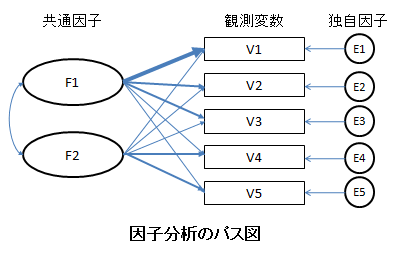 共通因子 観測変数 独自因子
F1 V1 E1
V2 E2
V3 E3
F2 V4 E4
V5 E5
因子分析のパス図